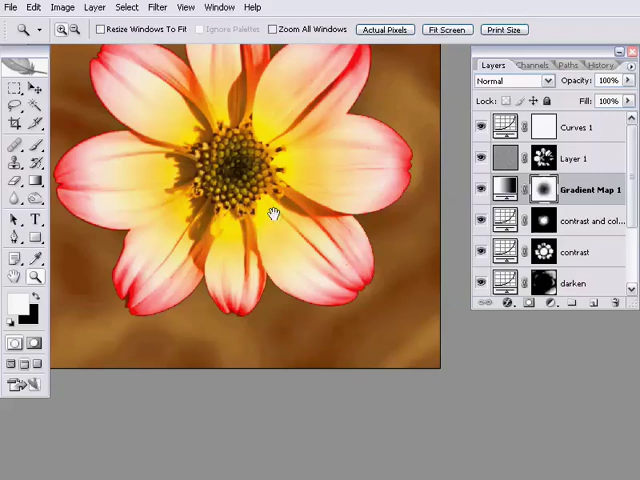 File Edit Image Layer Select Filter View Window Help
Resize Windows To Fit Ignore Palettes Zoom All Windows Actual Pixels Fit Screen Print Size
Layers Channels Paths History
Normal Opacity: 100%
Lock: Fill: 100%
Curves 1
Layer 1
Gradient Map 1
contrast and col...
contrast
darken
T